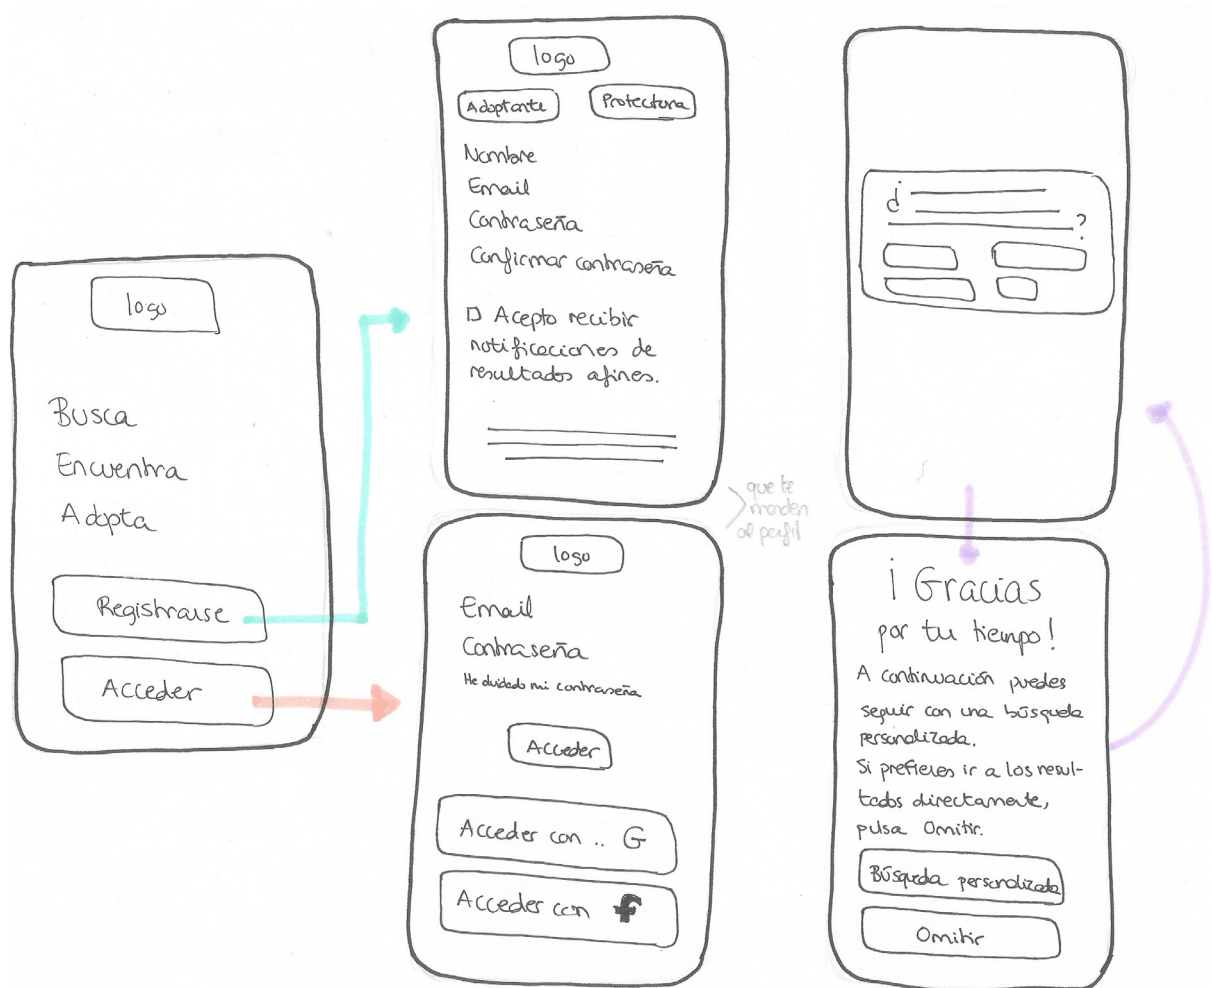 logo
Busca
Encuentra
Adopta
Registrarse
Acceder
logo
Adoptante
Protectora
Nombre
Email
Contraseña
Confirmar contraseña
Acepto recibir
notificaciones de
resultados afines.
logo
Email
Contraseña
He olvidado mi contraseña
Acceder
Acceder con .. G
Acceder con f
que te
manden
al perfil
¿
?
¡Gracias
por tu tiempo!
A continuación puedes
seguir con una búsqueda
personalizada.
Si prefieres ir a los resul-
tados directamente,
pulsa Omitir.
Búsqueda personalizada
Omitir